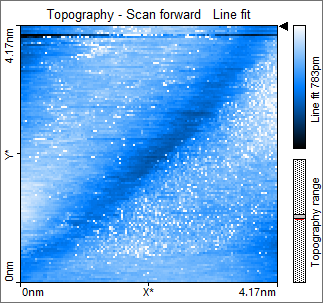 Topography - Scan forward Line fit
4.17nm
Y*
0nm
0nm X* 4.17nm
Line fit 783pm
Topography range